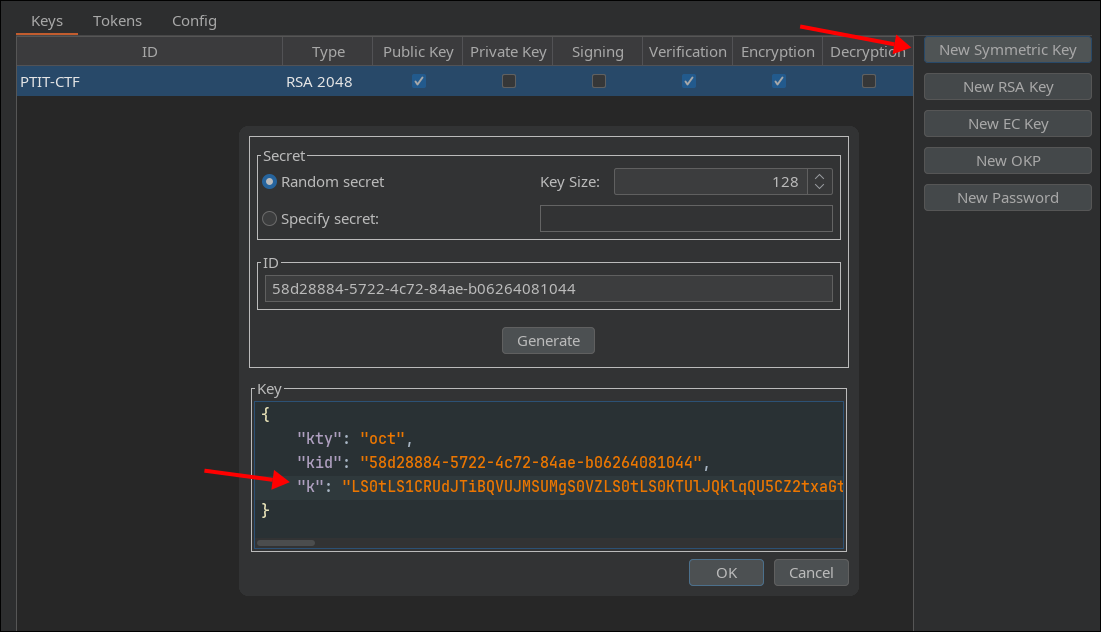 Keys Tokens Config
ID Type Public Key Private Key Signing Verification Encryption Decryption
PTIT-CTF RSA 2048
New Symmetric Key
New RSA Key
New EC Key
New OKP
New Password
Secret
Random secret Key Size: 128
Specify secret:
ID
58d28884-5722-4c72-84ae-b06264081044
Generate
Key
{
"kty": "oct",
"kid": "58d28884-5722-4c72-84ae-b06264081044",
"k": "LS0tLS1CRUdJTiBQVUJMSUMgS0VZLS0tLS0KTUlJQklqQU5CZ2txaGt
}
OK Cancel